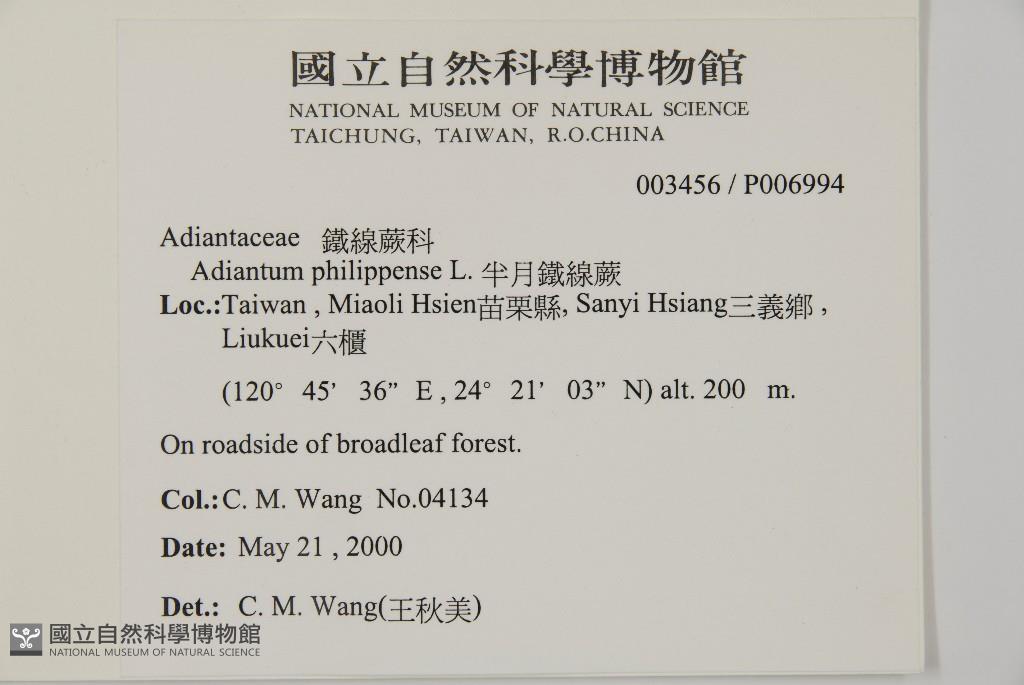 國立自然科學博物館
NATIONAL MUSEUM OF NATURAL SCIENCE
TAICHUNG, TAIWAN, R.O.CHINA
003456 / P006994
Adiantaceae 鐵線蕨科
Adiantum philippense L. 半月鐵線蕨
Loc.:Taiwan , Miaoli Hsien苗栗縣, Sanyi Hsiang三義鄉 ,
Liukuei六櫃
(120° 45’ 36” E , 24° 21’ 03” N) alt. 200 m.
On roadside of broadleaf forest.
Col.: C. M. Wang No.04134
Date: May 21 , 2000
Det.: C. M. Wang(王秋美)
國立自然科學博物館
NATIONAL MUSEUM OF NATURAL SCIENCE